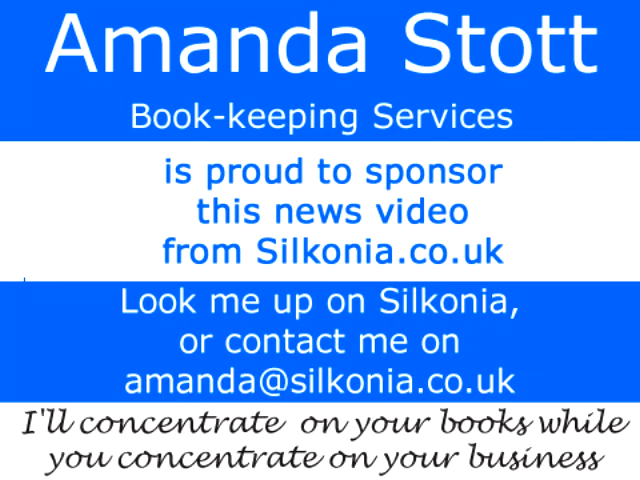 Amanda Stott
Book-keeping Services
is proud to sponsor
this news video
from Silkonia.co.uk
Look me up on Silkonia,
or contact me on
amanda@silkonia.co.uk
I'll concentrate on your books while
you concentrate on your business